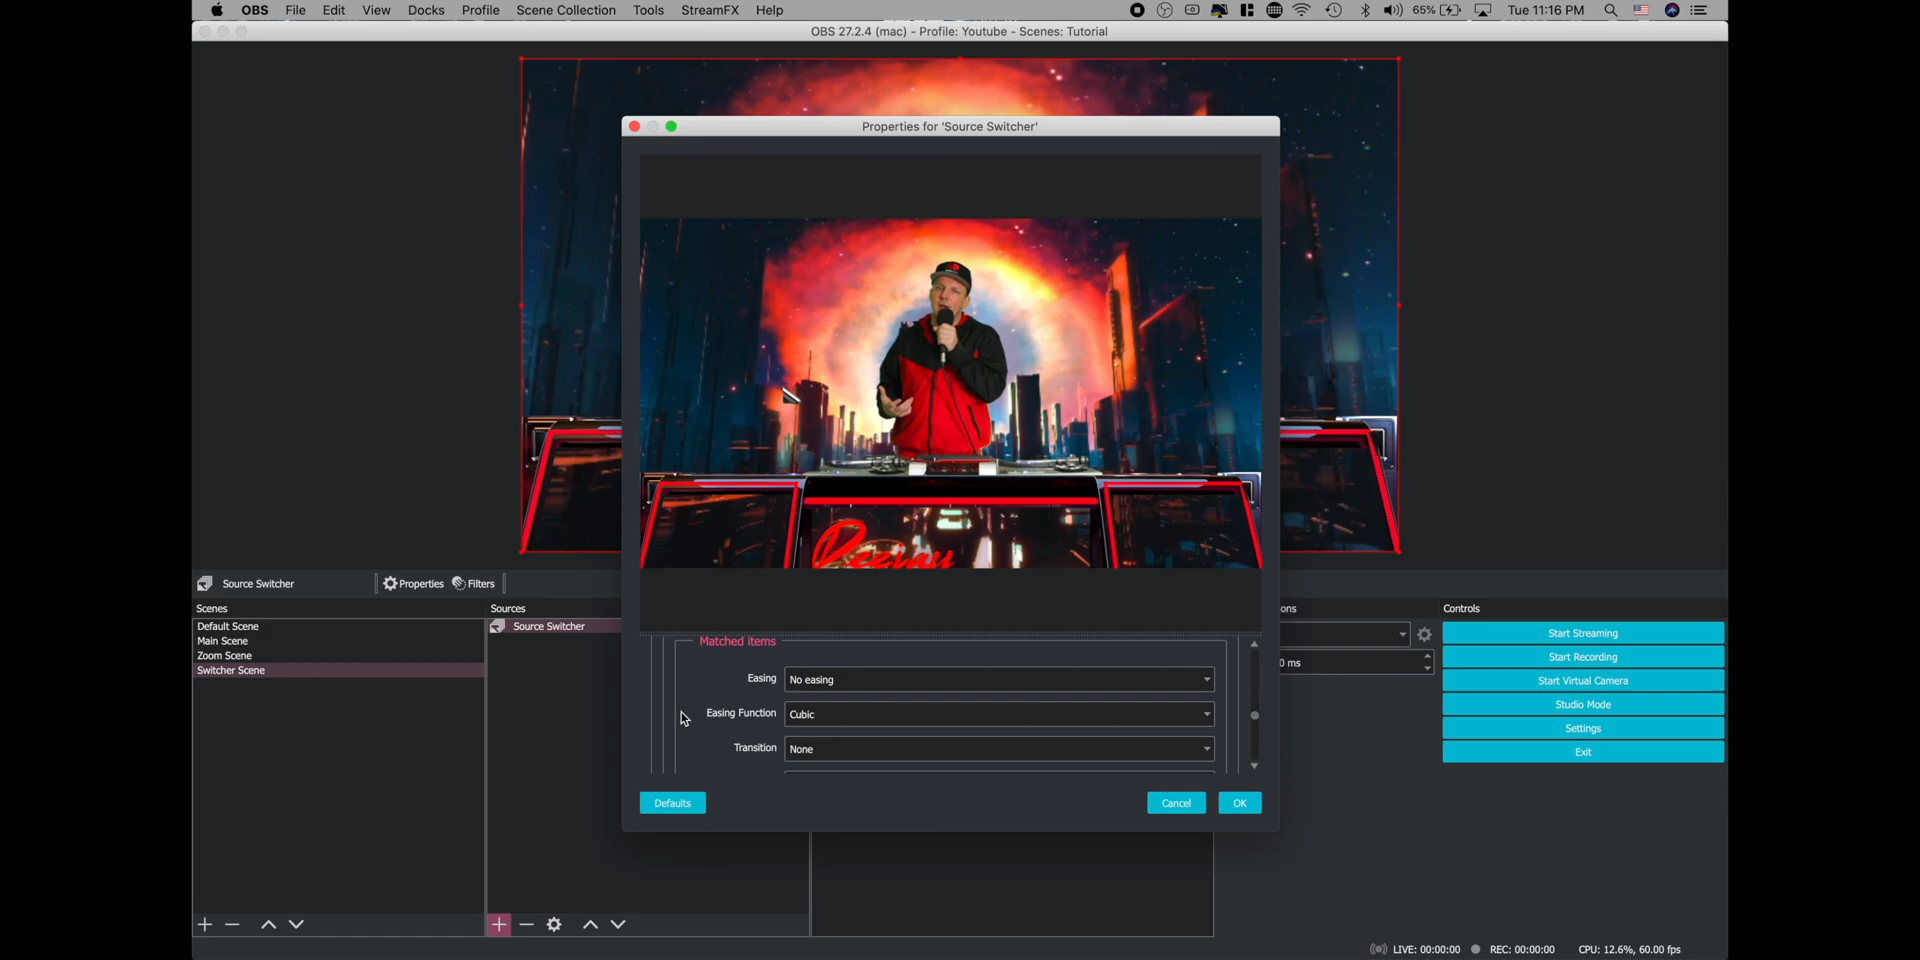 OBS File Edit View Docks Profile Scene Collection Tools StreamFX Help 65% Tue 11:16 PM
OBS 27.2.4 (mac) - Profile: Youtube - Scenes: Tutorial
Properties for 'Source Switcher'
Deejay
Source Switcher Properties Filters
Scenes Sources ons Controls
Default Scene
Main Scene
Zoom Scene
Switcher Scene
Source Switcher
Matched items
Easing No easing
Easing Function Cubic
Transition None
Defaults Cancel OK
0 ms
Start Streaming
Start Recording
Start Virtual Camera
Studio Mode
Settings
Exit
LIVE: 00:00:00 REC: 00:00:00 CPU: 12.6%, 60.00 fps